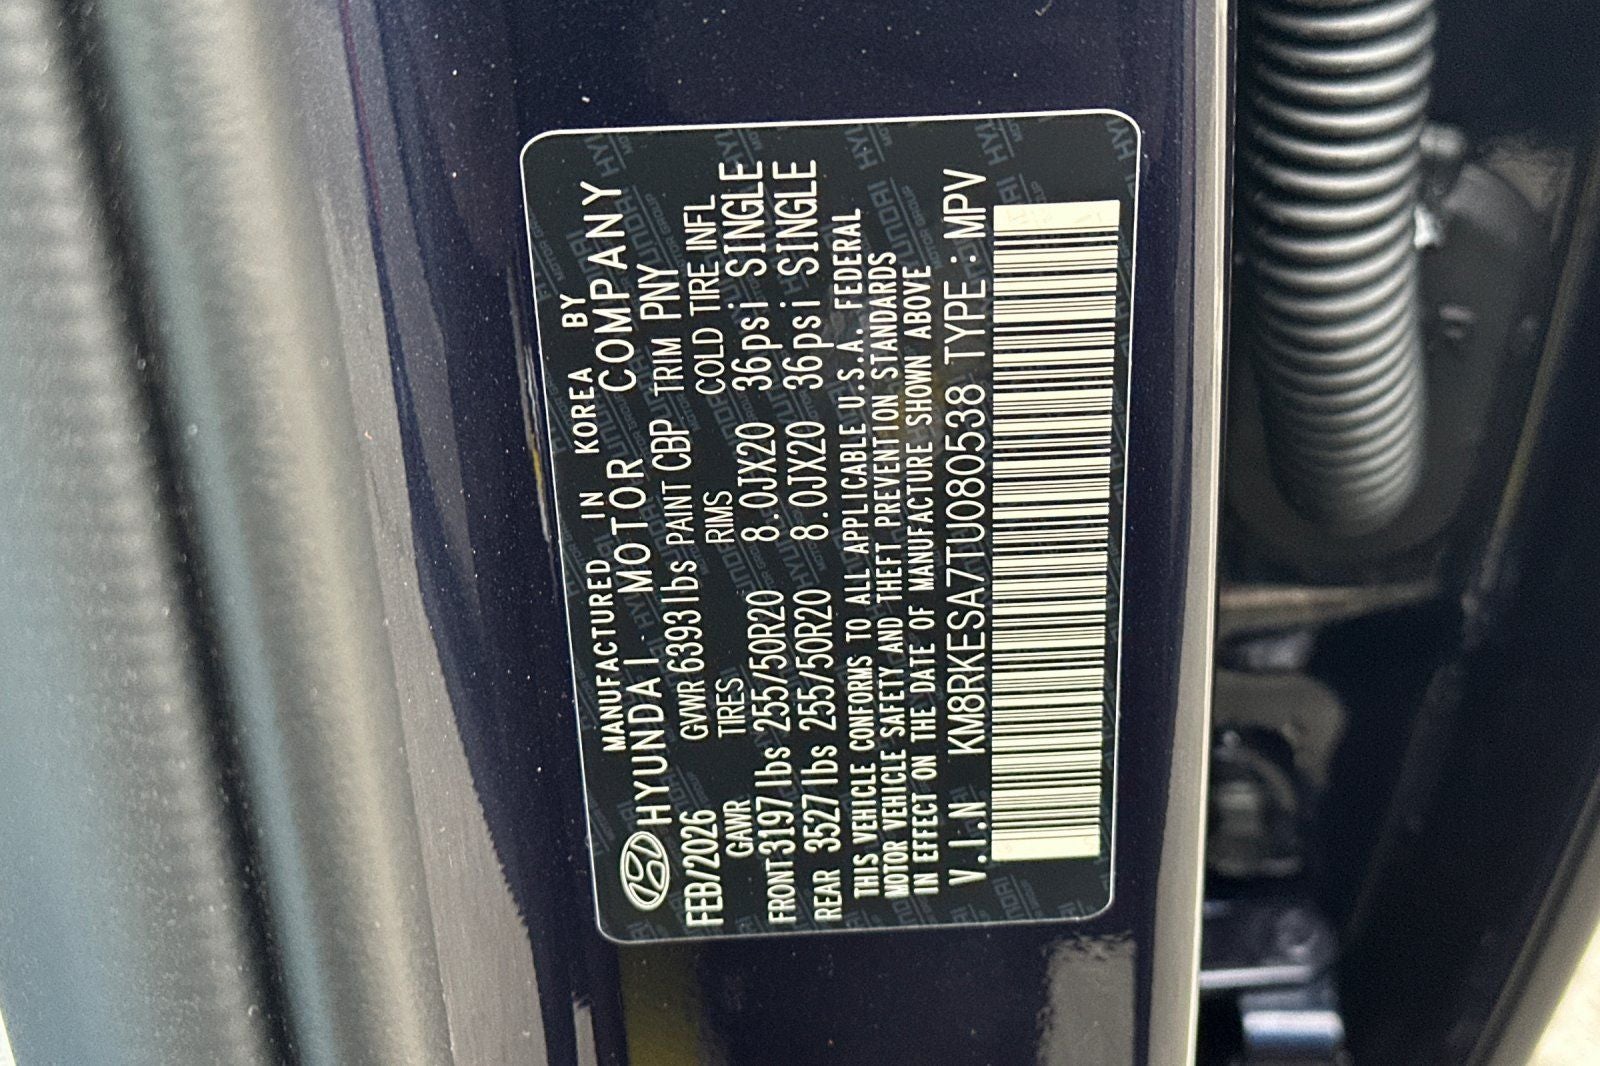 MANUFACTURED IN KOREA BY
HYUNDAI MOTOR COMPANY
FEB/2026 GVWR 6393lbs PAINT CBP TRIM PNY
GAWR TIRES RIMS COLD TIRE INFL
FRONT 3197lbs 255/50R20 8.0JX20 36psi SINGLE
REAR 3527lbs 255/50R20 8.0JX20 36psi SINGLE
THIS VEHICLE CONFORMS TO ALL APPLICABLE U.S.A. FEDERAL
MOTOR VEHICLE SAFETY AND THEFT PREVENTION STANDARDS
IN EFFECT ON THE DATE OF MANUFACTURE SHOWN ABOVE
V.I.N KM8RKESA7TU080538 TYPE : MPV